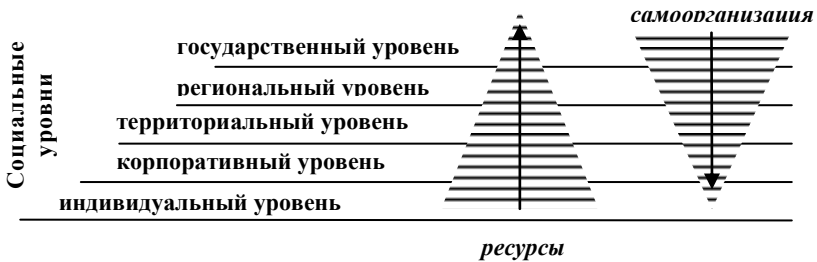 самоорганизация
государственный уровень
региональный уровень
территориальный уровень
корпоративный уровень
индивидуальный уровень
Социальные
уровни
ресурсы